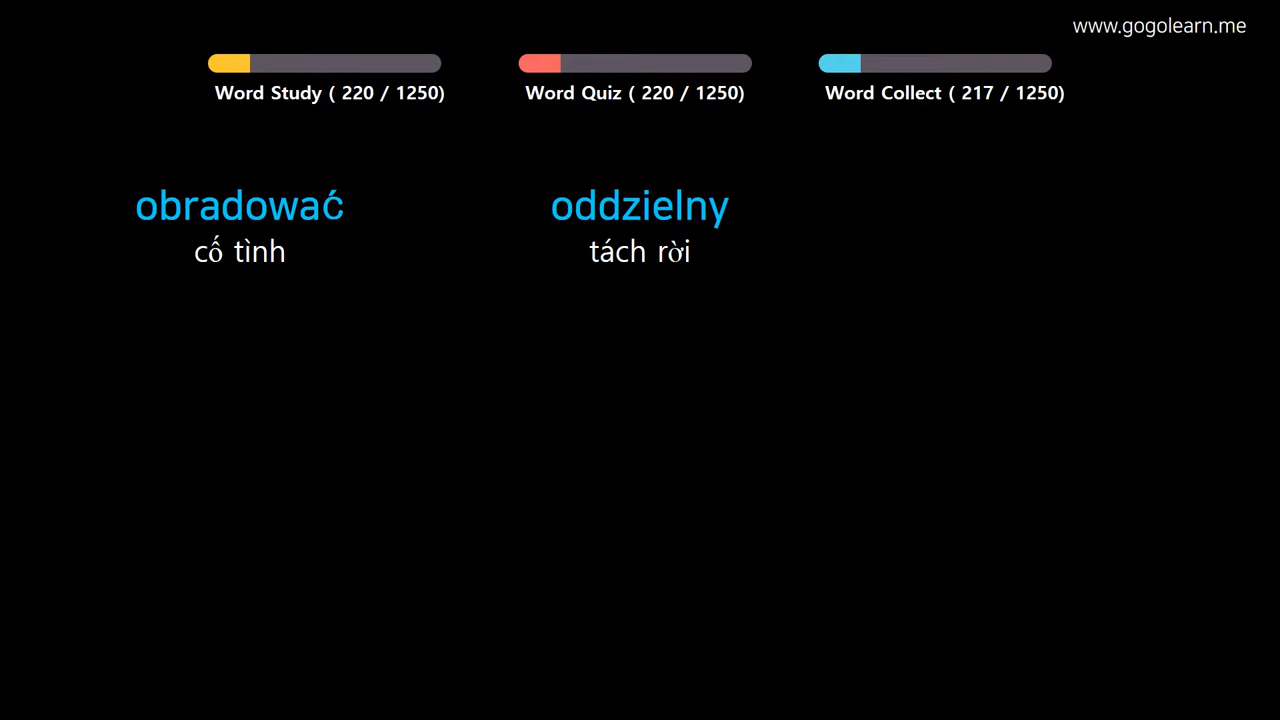 www.gogolearn.me
Word Study ( 220 / 1250)
Word Quiz ( 220 / 1250)
Word Collect ( 217 / 1250)
obradować
cố tình
oddzielny
tách rời